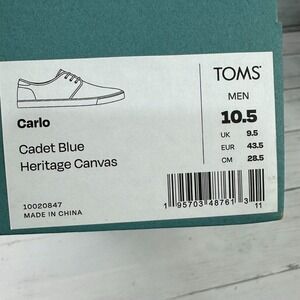 TOMS
MEN
Carlo
10.5
Cadet Blue
Heritage Canvas
UK 9.5
EUR 43.5
CM 28.5
10020847
MADE IN CHINA
1 95703 48761 3
11